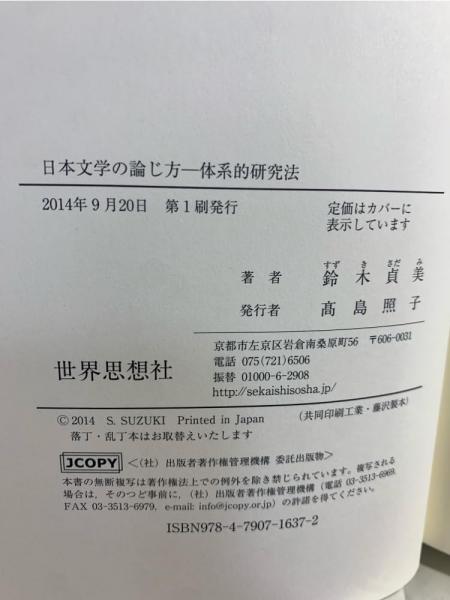 日本文学の論じ方―体系的研究法
2014年9月20日　第1刷発行
定価はカバーに
表示しています
著者　鈴木貞美
すずきさだみ
発行者　髙島照子
世界思想社
京都市左京区岩倉南桑原町56　〒606-0031
電話 075(721)6506
振替 01000-6-2908
http://sekaishisosha.jp/
© 2014　S. SUZUKI　Printed in Japan
（共同印刷工業・藤沢製本）
落丁・乱丁本はお取替えいたします
JCOPY ＜（社）出版者著作権管理機構 委託出版物＞
本書の無断複写は著作権法上での例外を除き禁じられています。複写される
場合は、そのつど事前に、（社）出版者著作権管理機構（電話 03-3513-6969,
FAX 03-3513-6979, e-mail: info@jcopy.or.jp）の許諾を得てください。
ISBN978-4-7907-1637-2